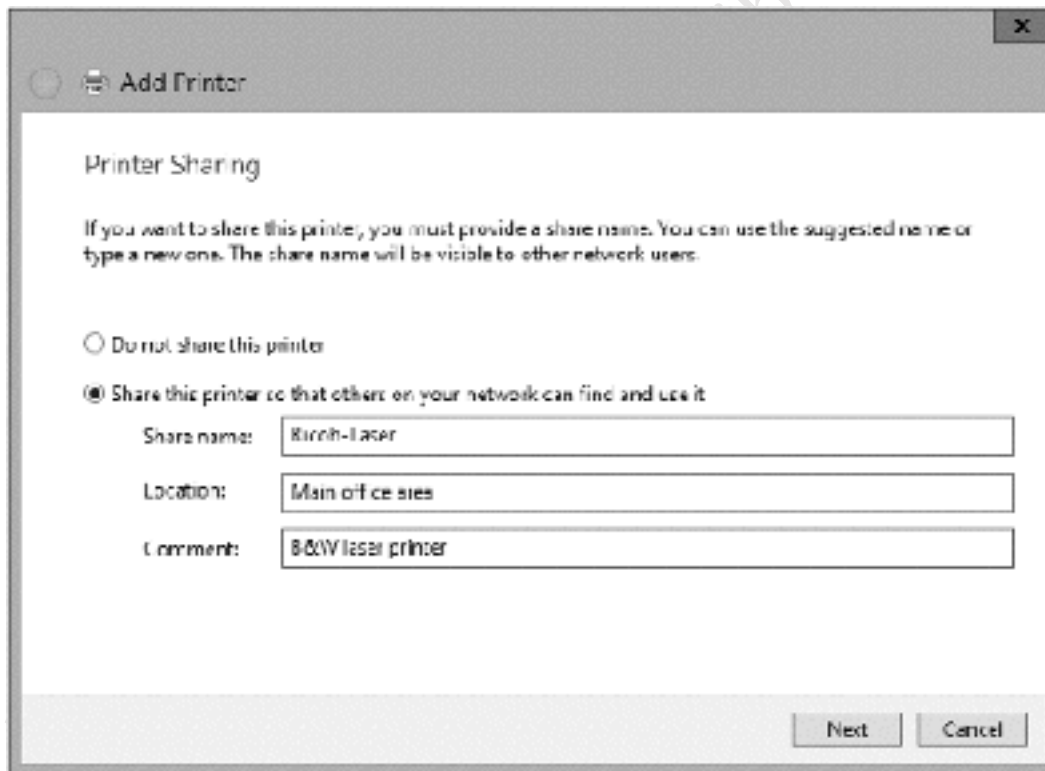 x
Add Printer
Printer Sharing
If you want to share this printer, you must provide a share name. You can use the suggested name or
type a new one. The share name will be visible to other network users.
Do not share this printer
Share this printer so that others on your network can find and use it
Share name: Ricoh-Laser
Location: Main office area
Comment: B&W laser printer
Next Cancel